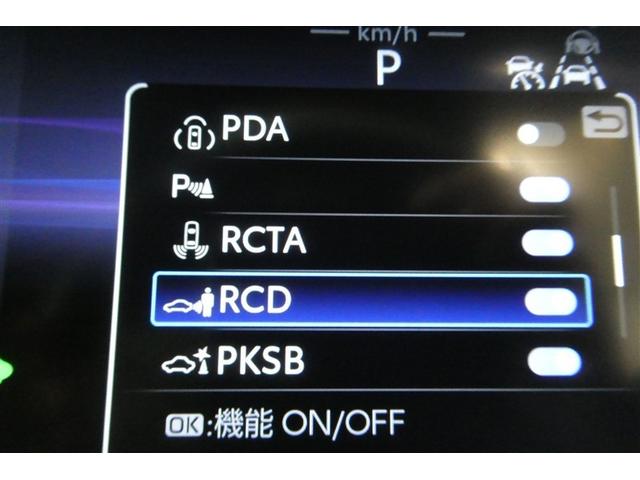 km/h
P
PDA
P
RCTA
RCD
PKSB
OK:機能 ON/OFF